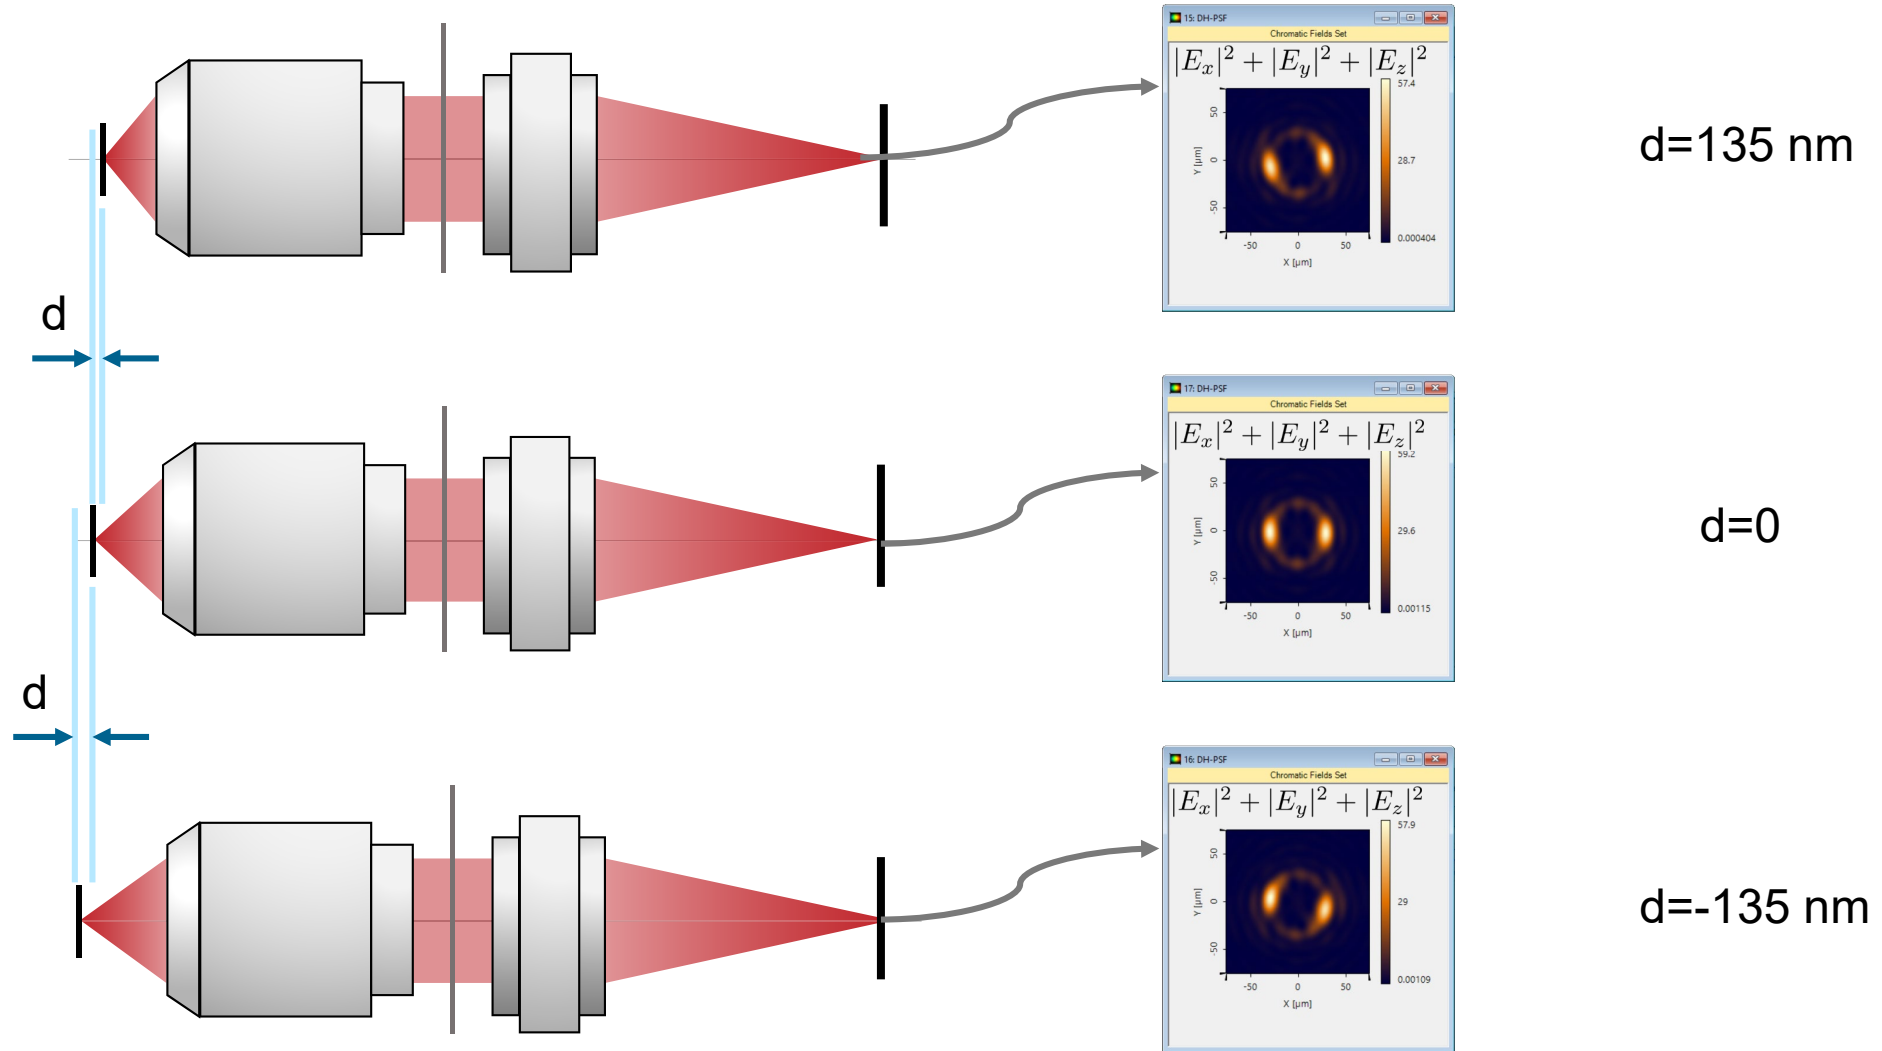 15: DH-PSF
Chromatic Fields Set
|E_x|^2 + |E_y|^2 + |E_z|^2
57.4
28.7
0.000404
50
0
-50
Y [µm]
-50 0 50
X [µm]
d=135 nm
d
17: DH-PSF
Chromatic Fields Set
|E_x|^2 + |E_y|^2 + |E_z|^2
59.2
29.6
0.00115
50
0
-50
Y [µm]
-50 0 50
X [µm]
d=0
d
16: DH-PSF
Chromatic Fields Set
|E_x|^2 + |E_y|^2 + |E_z|^2
57.9
29
0.00109
50
0
-50
Y [µm]
-50 0 50
X [µm]
d=-135 nm